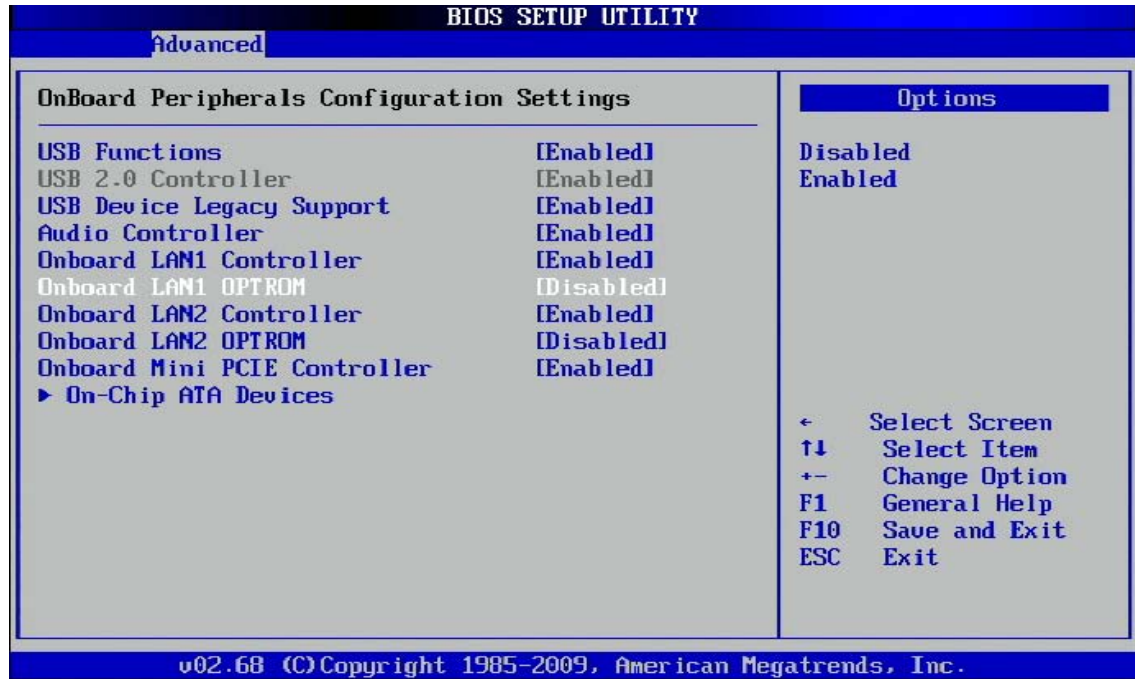 BIOS SETUP UTILITY
Advanced
OnBoard Peripherals Configuration Settings
USB Functions [Enabled]
USB 2.0 Controller [Enabled]
USB Device Legacy Support [Enabled]
Audio Controller [Enabled]
Onboard LAN1 Controller [Enabled]
Onboard LAN1 OPTROM [Disabled]
Onboard LAN2 Controller [Enabled]
Onboard LAN2 OPTROM [Disabled]
Onboard Mini PCIE Controller [Enabled]
► On-Chip ATA Devices
Options
Disabled
Enabled
← Select Screen
↑↓ Select Item
+- Change Option
F1 General Help
F10 Save and Exit
ESC Exit
v02.68 (C)Copyright 1985-2009, American Megatrends, Inc.